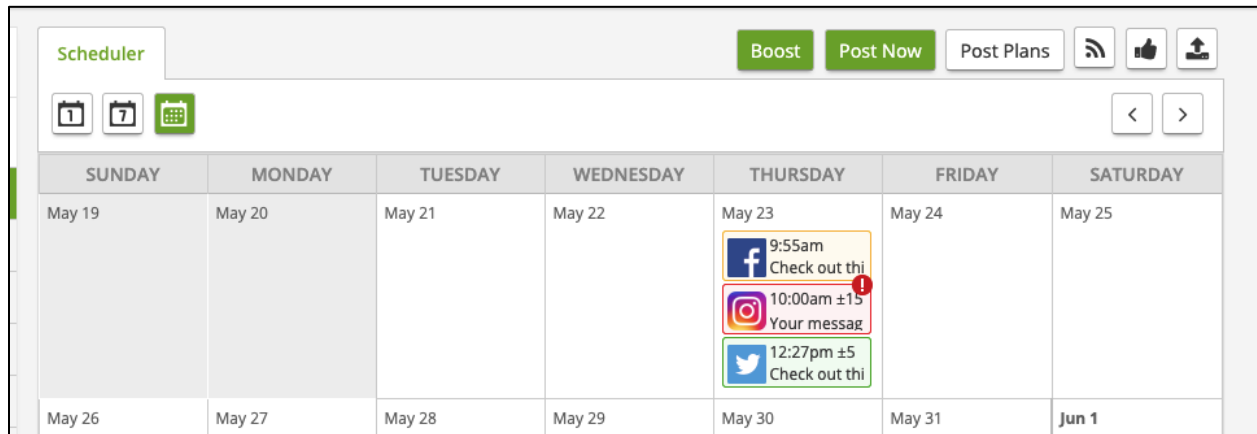 Scheduler
Boost
Post Now
Post Plans
1
7
SUNDAY MONDAY TUESDAY WEDNESDAY THURSDAY FRIDAY SATURDAY
May 19 May 20 May 21 May 22 May 23 May 24 May 25
9:55am
Check out thi
10:00am ±15
Your messag
12:27pm ±5
Check out thi
May 26 May 27 May 28 May 29 May 30 May 31 Jun 1